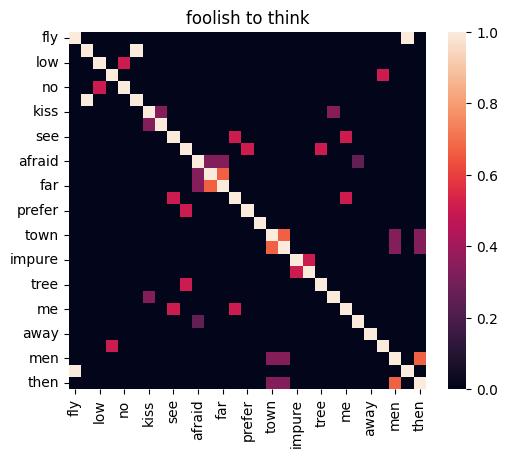 foolish to think
fly
low
no
kiss
see
afraid
far
prefer
town
impure
tree
me
away
men
then
1.0
0.8
0.6
0.4
0.2
0.0
fly
low
no
kiss
see
afraid
far
prefer
town
impure
tree
me
away
men
then